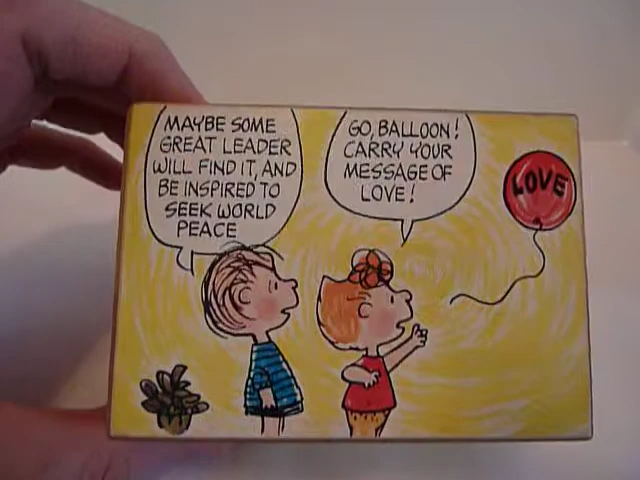 MAYBE SOME
GREAT LEADER
WILL FIND IT, AND
BE INSPIRED TO
SEEK WORLD
PEACE
GO, BALLOON!
CARRY YOUR
MESSAGE OF
LOVE!
LOVE